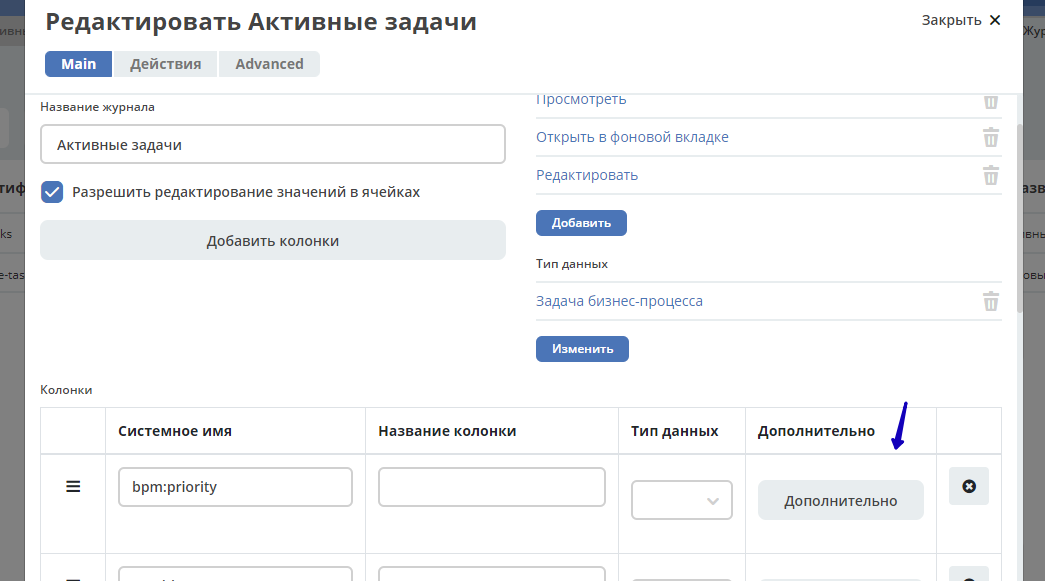 Редактировать Активные задачи
Закрыть
Main
Действия
Advanced
Название журнала
Активные задачи
Разрешить редактирование значений в ячейках
Добавить колонки
Просмотреть
Открыть в фоновой вкладке
Редактировать
Добавить
Тип данных
Задача бизнес-процесса
Изменить
Колонки
Системное имя
Название колонки
Тип данных
Дополнительно
bpm:priority
Дополнительно